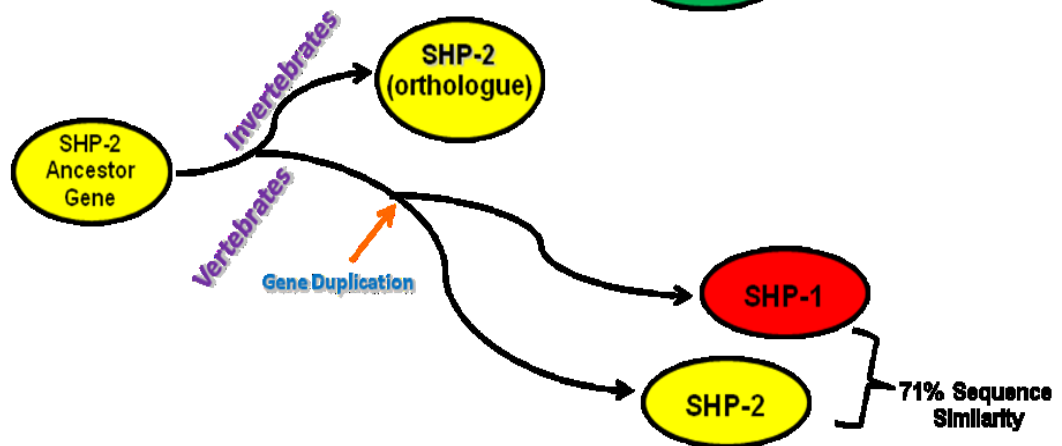 Invertebrates
SHP-2
(orthologue)
SHP-2
Ancestor
Gene
Vertebrates
Gene Duplication
SHP-1
SHP-2
71% Sequence
Similarity